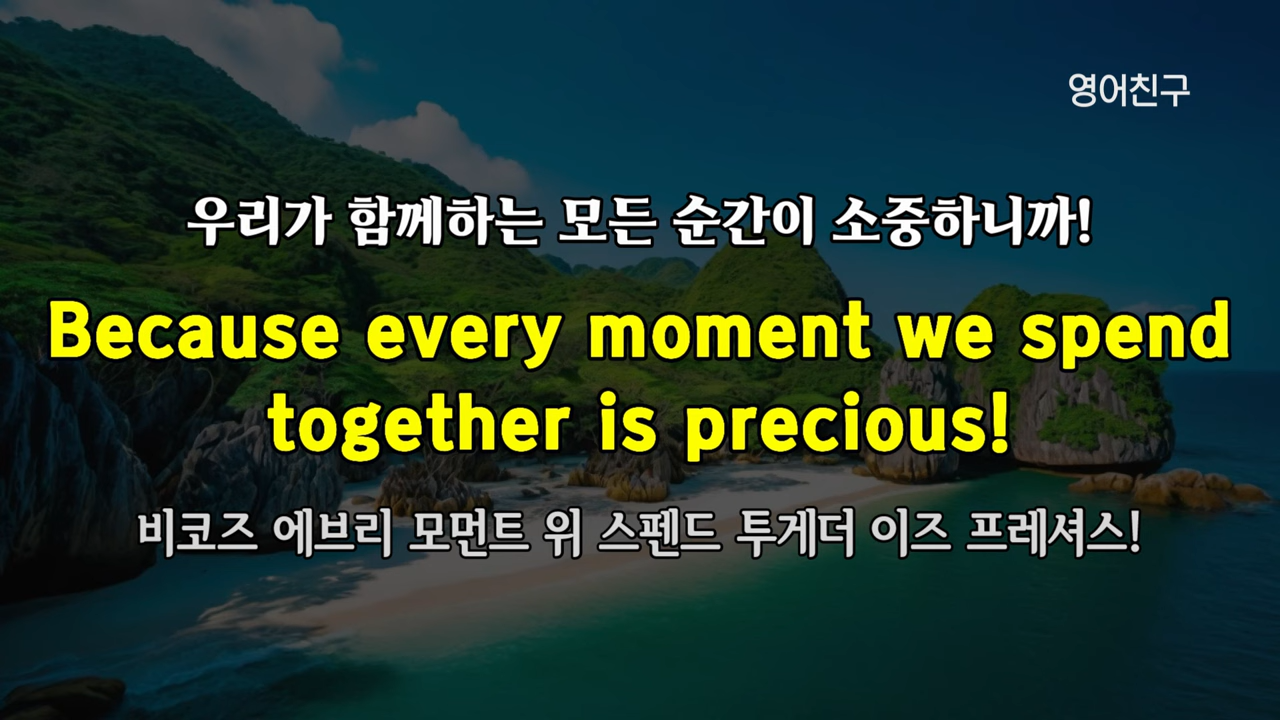 영어친구
우리가 함께하는 모든 순간이 소중하니까!
Because every moment we spend
together is precious!
비코즈 에브리 모먼트 위 스펜드 투게더 이즈 프레셔스!